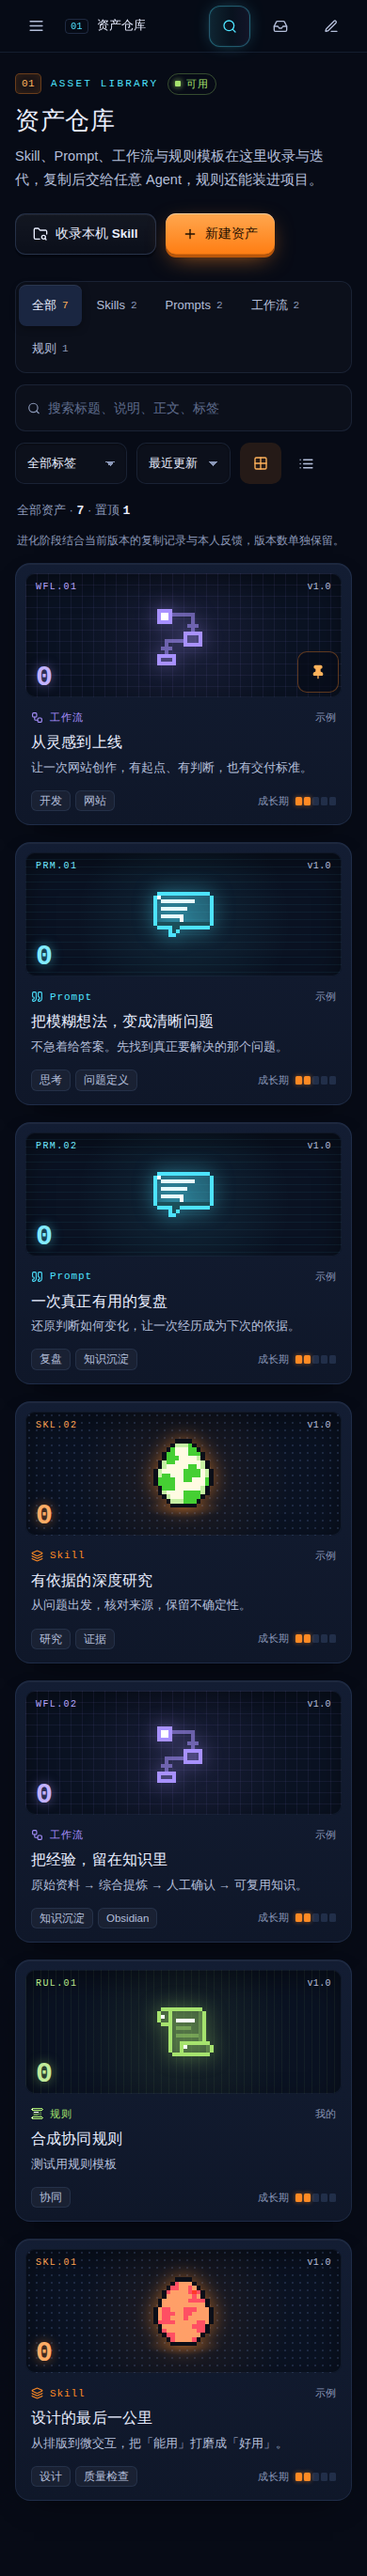 01 资产仓库
01 ASSET LIBRARY 可用
资产仓库
Skill、Prompt、工作流与规则模板在这里收录与迭
代，复制后交给任意 Agent，规则还能装进项目。
收录本机 Skill 新建资产
全部 7 Skills 2 Prompts 2 工作流 2
规则 1
搜索标题、说明、正文、标签
全部标签 最近更新
全部资产 · 7 · 置顶 1
进化阶段结合当前版本的复制记录与本人反馈，版本数单独保留。
WFL.01 v1.0
0
工作流 示例
从灵感到上线
让一次网站创作，有起点、有判断，也有交付标准。
开发 网站 成长期
PRM.01 v1.0
0
Prompt 示例
把模糊想法，变成清晰问题
不急着给答案。先找到真正要解决的那个问题。
思考 问题定义 成长期
PRM.02 v1.0
0
Prompt 示例
一次真正有用的复盘
还原判断如何变化，让一次经历成为下次的依据。
复盘 知识沉淀 成长期
SKL.02 v1.0
0
Skill 示例
有依据的深度研究
从问题出发，核对来源，保留不确定性。
研究 证据 成长期
WFL.02 v1.0
0
工作流 示例
把经验，留在知识里
原始资料 → 综合提炼 → 人工确认 → 可复用知识。
知识沉淀 Obsidian 成长期
RUL.01 v1.0
0
规则 我的
合成协同规则
测试用规则模板
协同 成长期
SKL.01 v1.0
0
Skill 示例
设计的最后一公里
从排版到微交互，把「能用」打磨成「好用」。
设计 质量检查 成长期